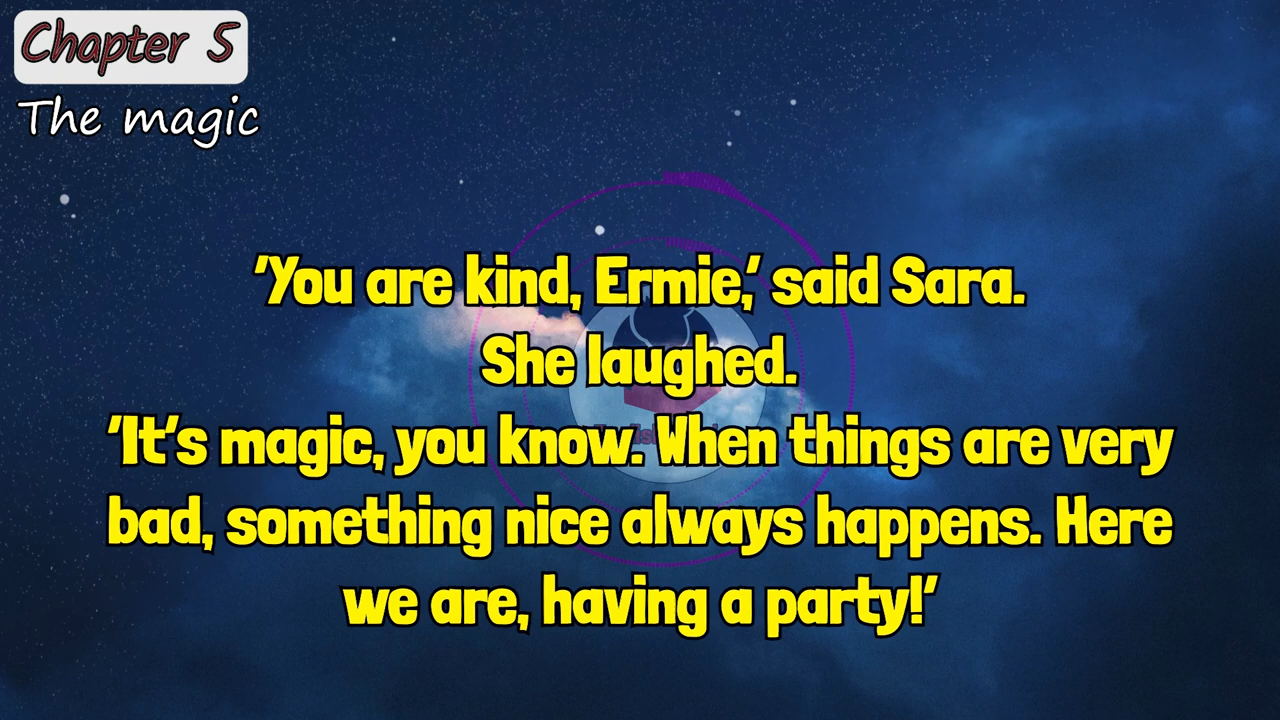 Chapter 5
The magic
'You are kind, Ermie,' said Sara.
She laughed.
'It's magic, you know. When things are very
bad, something nice always happens. Here
we are, having a party!'